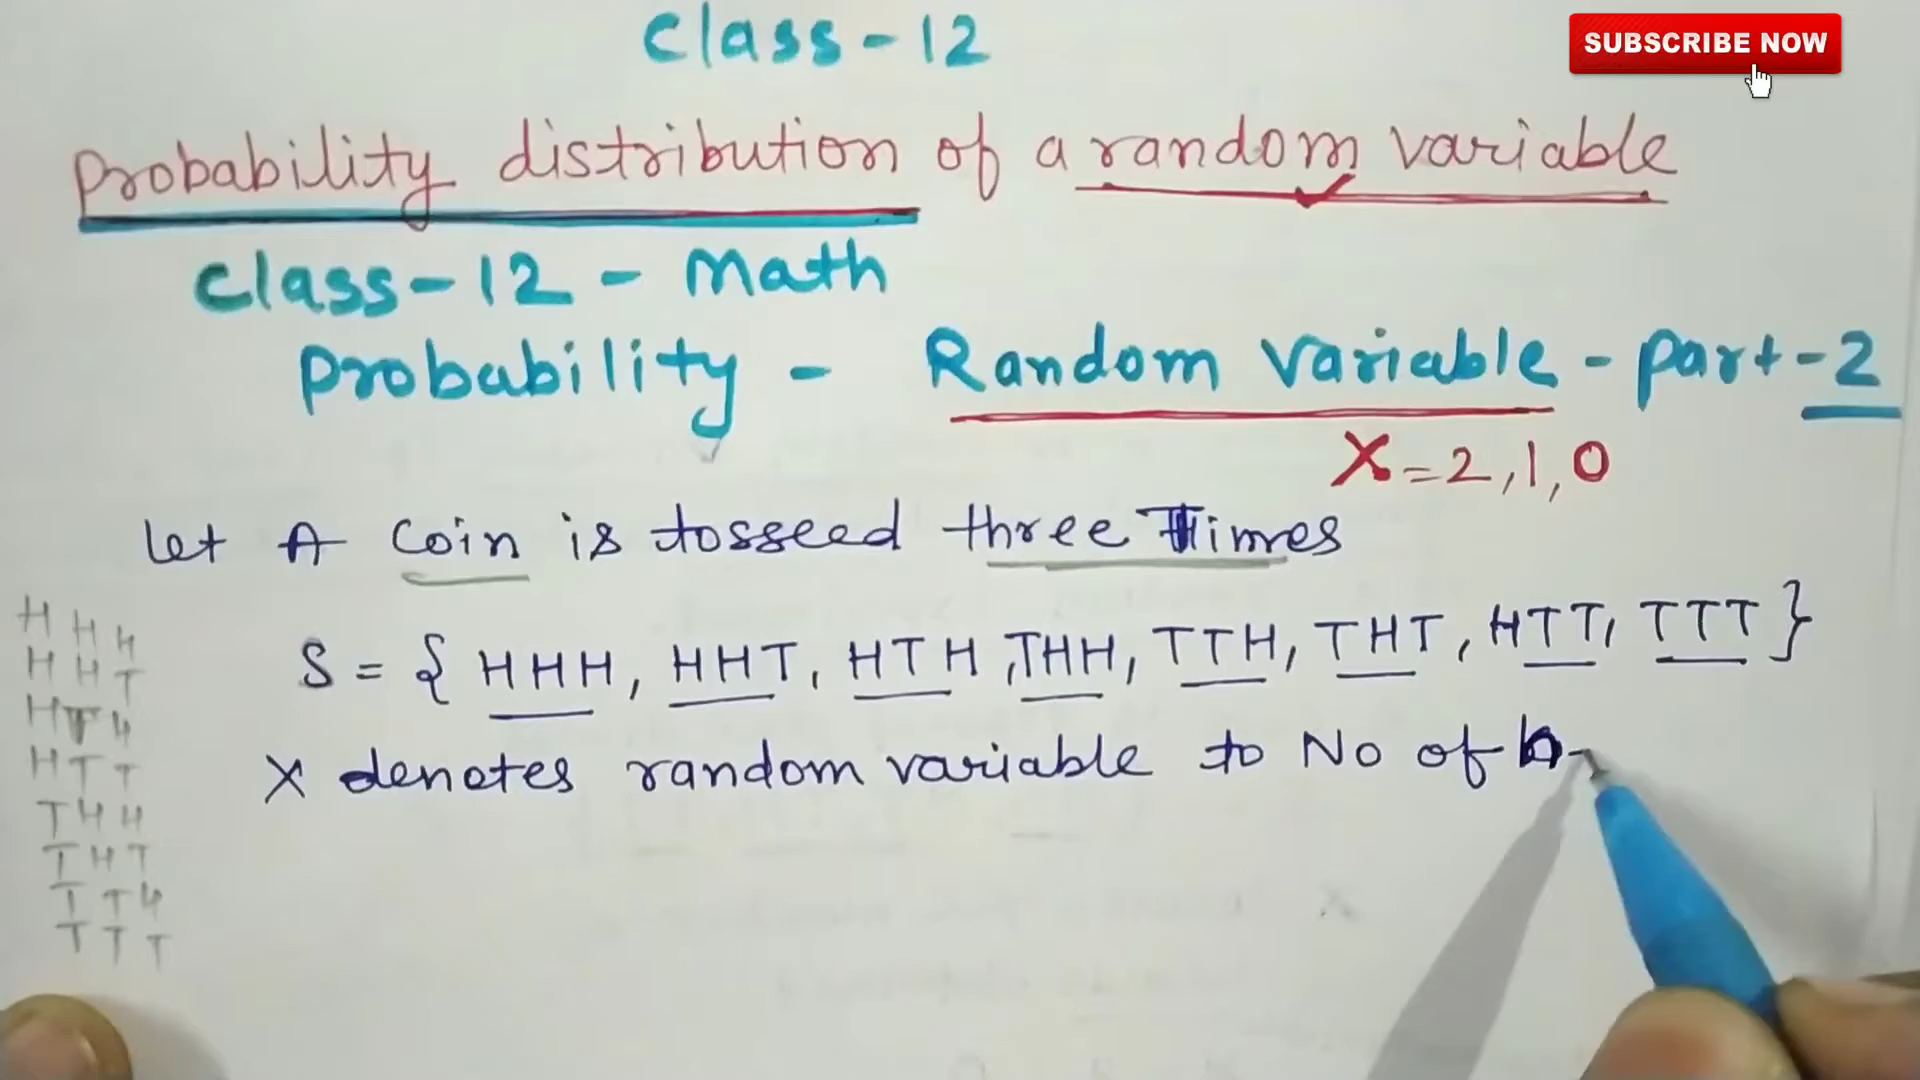 Class-12
SUBSCRIBE NOW
probability distribution of a random variable
Class-12 - Math
Probability - Random Variable - part-2
X=2,1,0
Let A Coin is tosseed three Times
S = { HHH, HHT, HTH, THH, TTH, THT, HTT, TTT }
X denotes random variable to No of
H H H
H H T
H T H
H T T
T H H
T H T
T T H
T T T